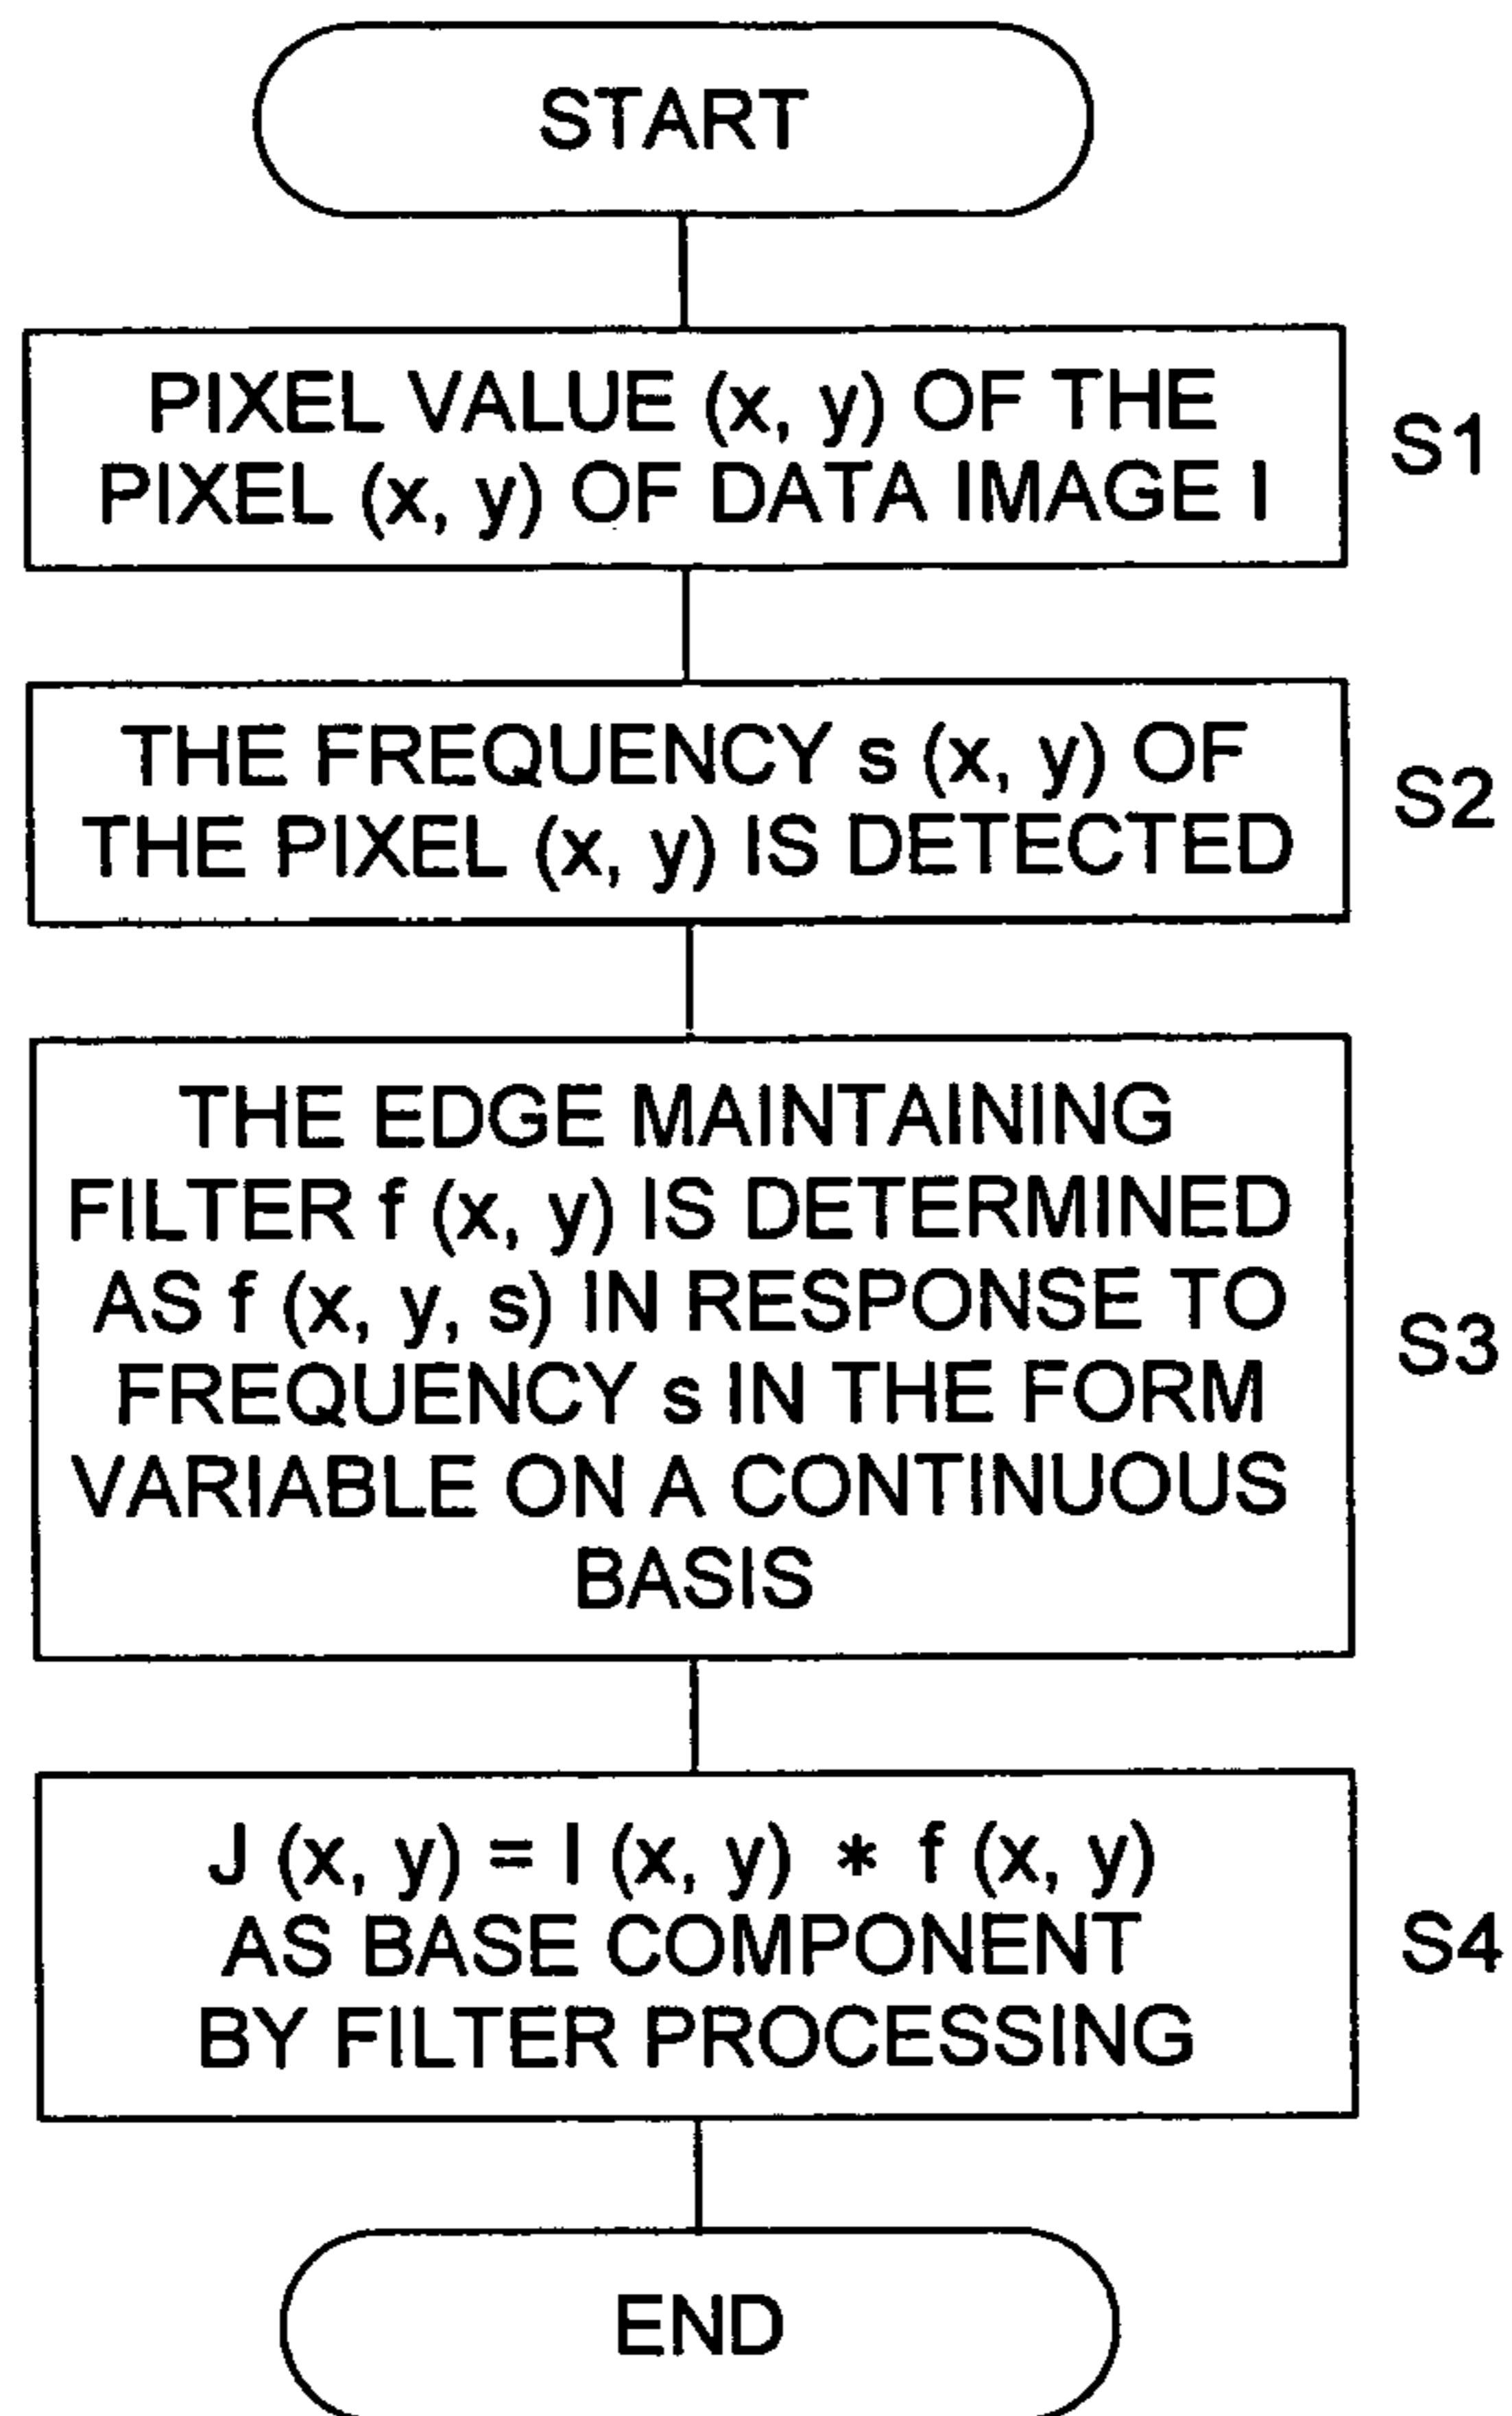 START
PIXEL VALUE (x, y) OF THE
PIXEL (x, y) OF DATA IMAGE I
S1
THE FREQUENCY s (x, y) OF
THE PIXEL (x, y) IS DETECTED
S2
THE EDGE MAINTAINING
FILTER f (x, y) IS DETERMINED
AS f (x, y, s) IN RESPONSE TO
FREQUENCY s IN THE FORM
VARIABLE ON A CONTINUOUS
BASIS
S3
J (x, y) = I (x, y) * f (x, y)
AS BASE COMPONENT
BY FILTER PROCESSING
S4
END